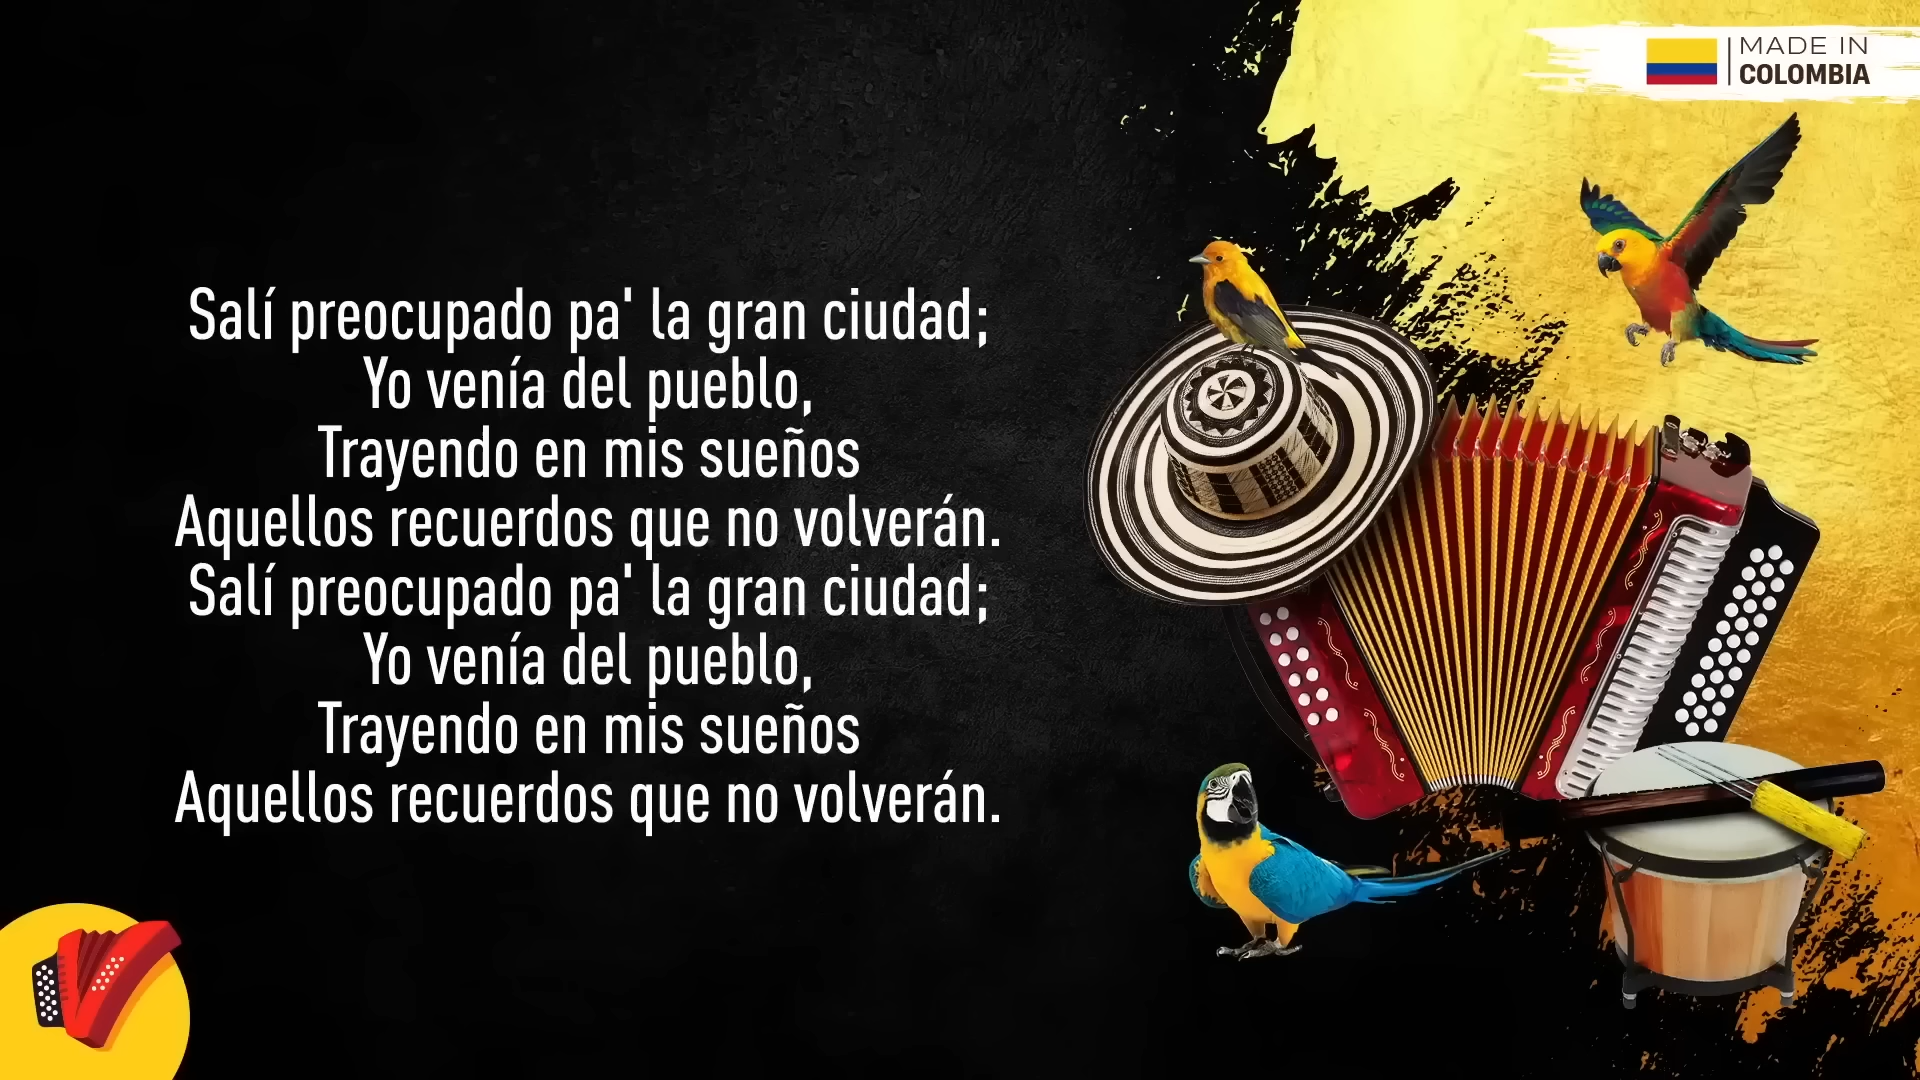 MADE IN
COLOMBIA
Salí preocupado pa' la gran ciudad;
Yo venía del pueblo,
Trayendo en mis sueños
Aquellos recuerdos que no volverán.
Salí preocupado pa' la gran ciudad;
Yo venía del pueblo,
Trayendo en mis sueños
Aquellos recuerdos que no volverán.